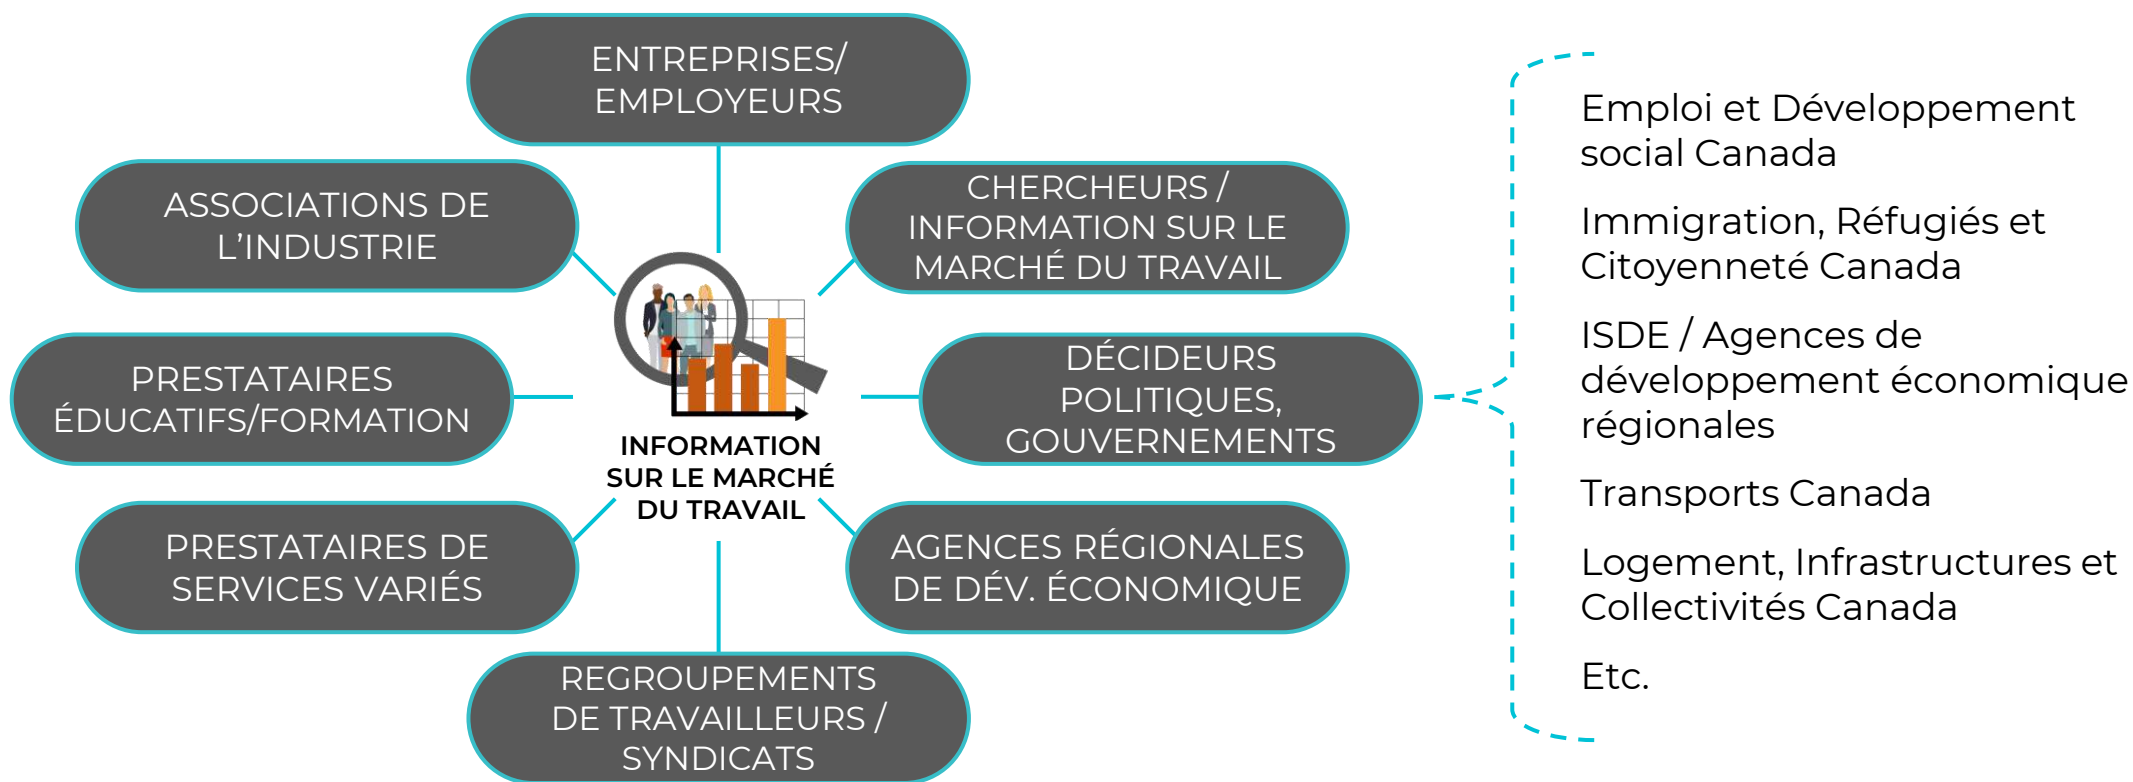 ENTREPRISES/
EMPLOYEURS
ASSOCIATIONS DE
L’INDUSTRIE
CHERCHEURS /
INFORMATION SUR LE
MARCHÉ DU TRAVAIL
PRESTATAIRES
ÉDUCATIFS/FORMATION
INFORMATION
SUR LE MARCHÉ
DU TRAVAIL
DÉCIDEURS
POLITIQUES,
GOUVERNEMENTS
PRESTATAIRES DE
SERVICES VARIÉS
AGENCES RÉGIONALES
DE DÉV. ÉCONOMIQUE
REGROUPEMENTS
DE TRAVAILLEURS /
SYNDICATS
Emploi et Développement
social Canada
Immigration, Réfugiés et
Citoyenneté Canada
ISDE / Agences de
développement économique
régionales
Transports Canada
Logement, Infrastructures et
Collectivités Canada
Etc.